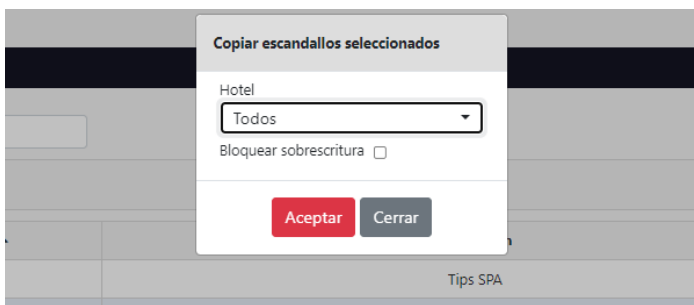 Copiar escandallos seleccionados
Hotel
Todos
Bloquear sobrescritura
Aceptar
Cerrar
Tips SPA